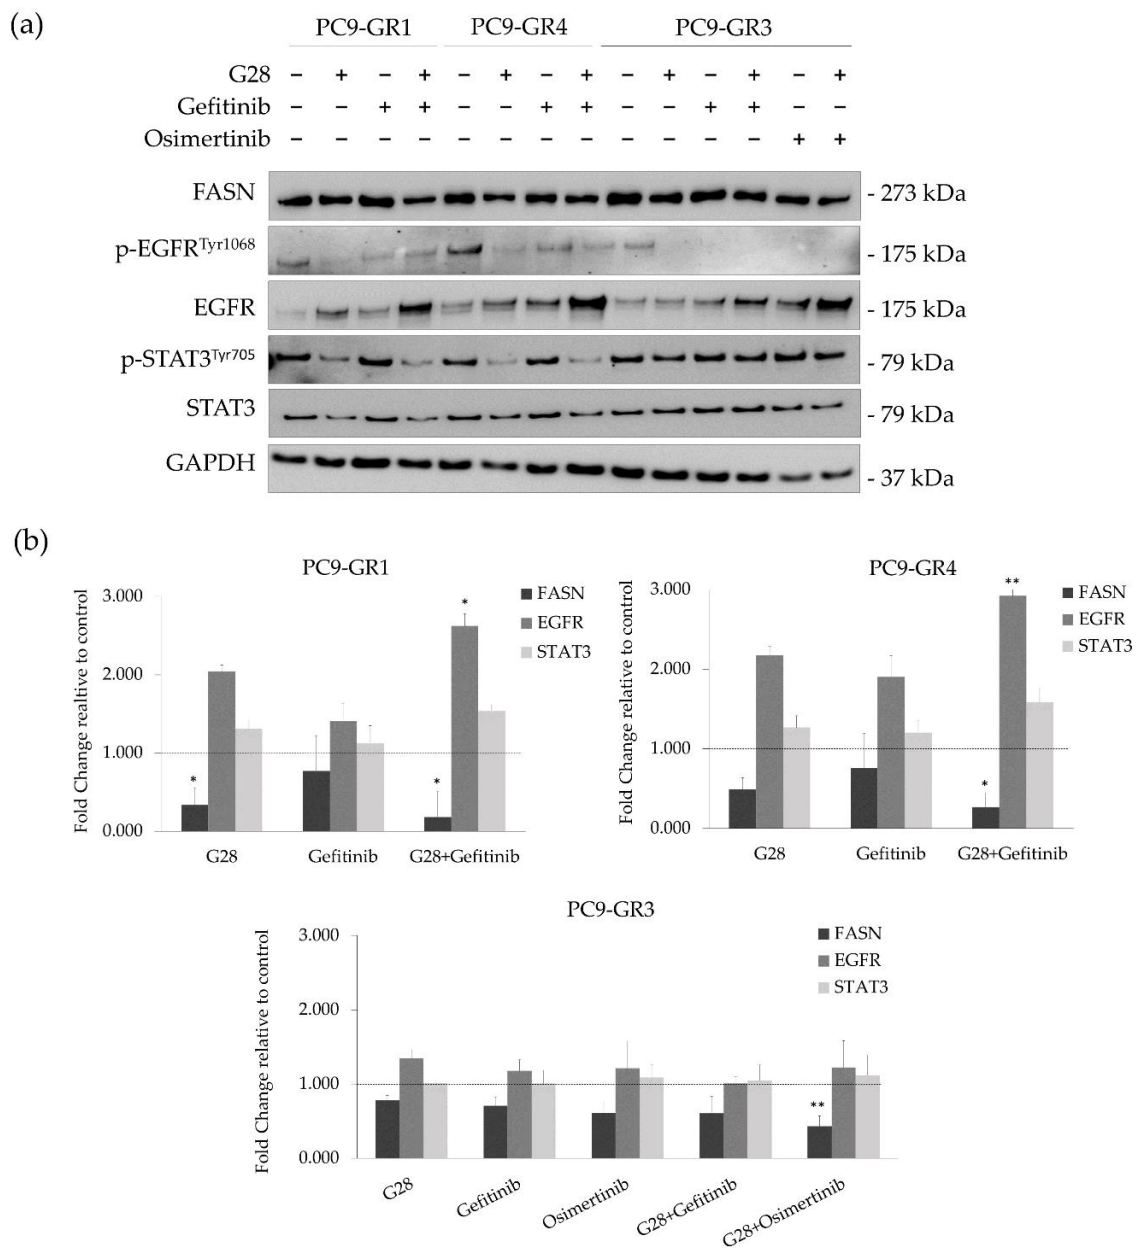 (a)
PC9-GR1 PC9-GR4 PC9-GR3
G28 – + – + – + – + – + – + – +
Gefitinib – – + + – – + + – – + + – –
Osimertinib – – – – – – – – – – – – + +
FASN - 273 kDa
p-EGFRTyr1068 - 175 kDa
EGFR - 175 kDa
p-STAT3Tyr705 - 79 kDa
STAT3 - 79 kDa
GAPDH - 37 kDa
(b)
PC9-GR1
Fold Change realtive to control
3.000
2.000
1.000
0.000
* * *
G28 Gefitinib G28+Gefitinib
FASN
EGFR
STAT3
PC9-GR4
Fold Change relative to control
3.000
2.000
1.000
0.000
** *
G28 Gefitinib G28+Gefitinib
FASN
EGFR
STAT3
PC9-GR3
Fold Change relative to control
3.000
2.000
1.000
0.000
**
G28 Gefitinib Osimertinib G28+Gefitinib G28+Osimertinib
FASN
EGFR
STAT3